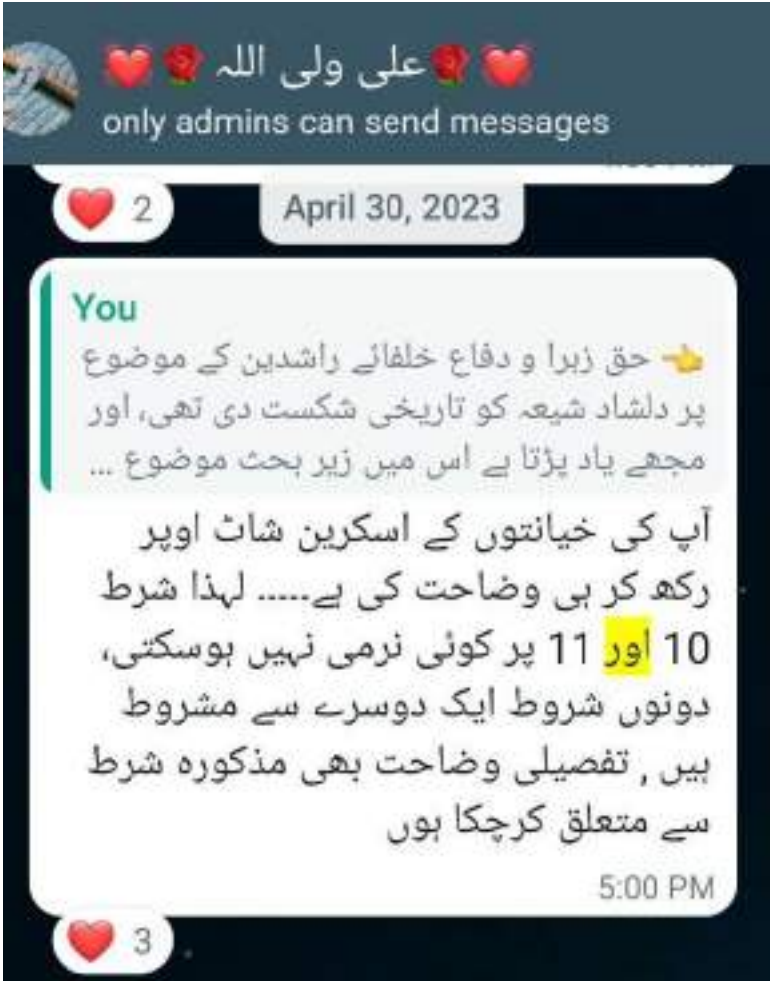 💓🌹علی ولی اللہ 🌹💓
only admins can send messages
❤️ 2
April 30, 2023
You
👈 حق زہرا و دفاع خلفائے راشدین کے موضوع
پر دلشاد شیعہ کو تاریخی شکست دی تھی، اور
مجھے یاد پڑتا ہے اس میں زیر بحث موضوع ...
آپ کی خیانتوں کے اسکرین شاٹ اوپر
رکھ کر ہی وضاحت کی ہے..... لہذا شرط
10 اور 11 پر کوئی نرمی نہیں ہوسکتی،
دونوں شروط ایک دوسرے سے مشروط
ہیں , تفصیلی وضاحت بھی مذکورہ شرط
سے متعلق کرچکا ہوں
5:00 PM
❤️ 3